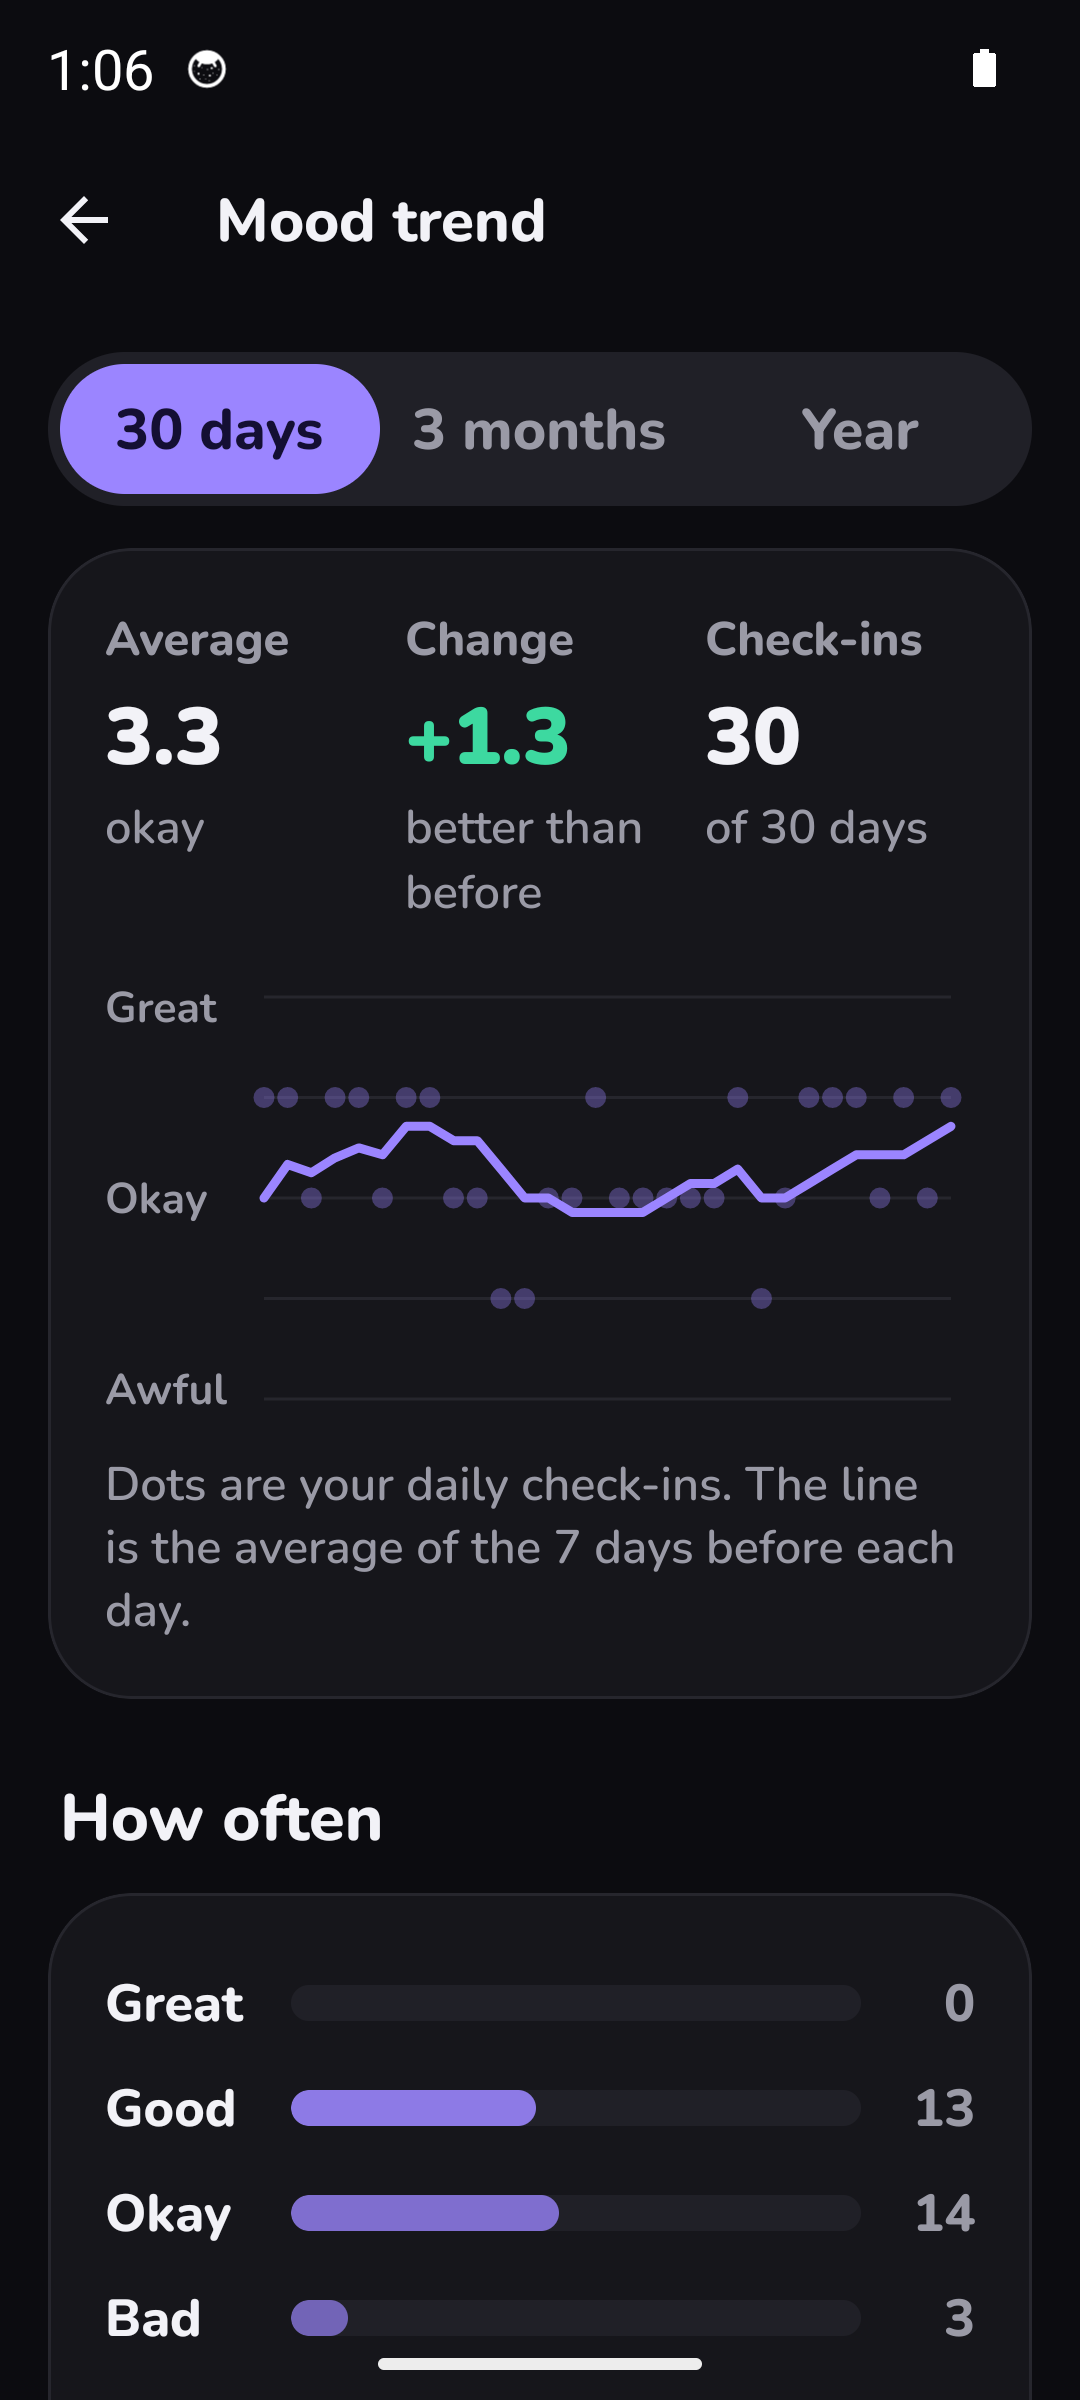 1:06
Mood trend
30 days
3 months
Year
Average
Change
Check-ins
3.3
+1.3
30
okay
better than
before
of 30 days
Great
Okay
Awful
Dots are your daily check-ins. The line
is the average of the 7 days before each
day.
How often
Great
0
Good
13
Okay
14
Bad
3